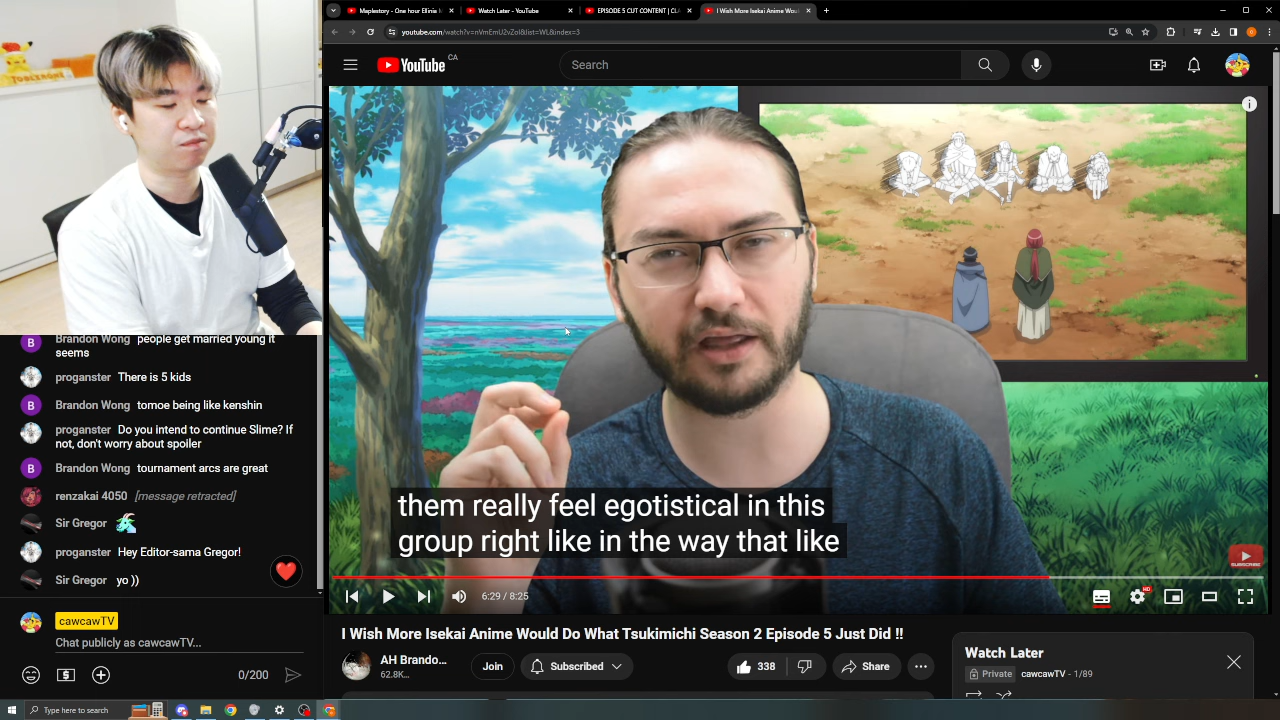 Maplestory - One hour Ellinia M
Watch Later - YouTube
EPISODE 5 CUT CONTENT | CLA
I Wish More Isekai Anime Woul
youtube.com/watch?v=nVmEmU2vZoI&list=WL&index=3
YouTube CA
Search
them really feel egotistical in this
group right like in the way that like
SUBSCRIBE
6:29 / 8:25
HD
I Wish More Isekai Anime Would Do What Tsukimichi Season 2 Episode 5 Just Did !!
AH Brando...
62.8K...
Join
Subscribed
338
Share
Watch Later
Private
cawcawTV - 1/89
Brandon Wong people get married young it
seems
proganster There is 5 kids
B
Brandon Wong tomoe being like kenshin
proganster Do you intend to continue Slime? If
not, don't worry about spoiler
B
Brandon Wong tournament arcs are great
renzakai 4050 [message retracted]
Sir Gregor
proganster Hey Editor-sama Gregor!
Sir Gregor yo ))
cawcawTV
Chat publicly as cawcawTV...
0/200
Type here to search